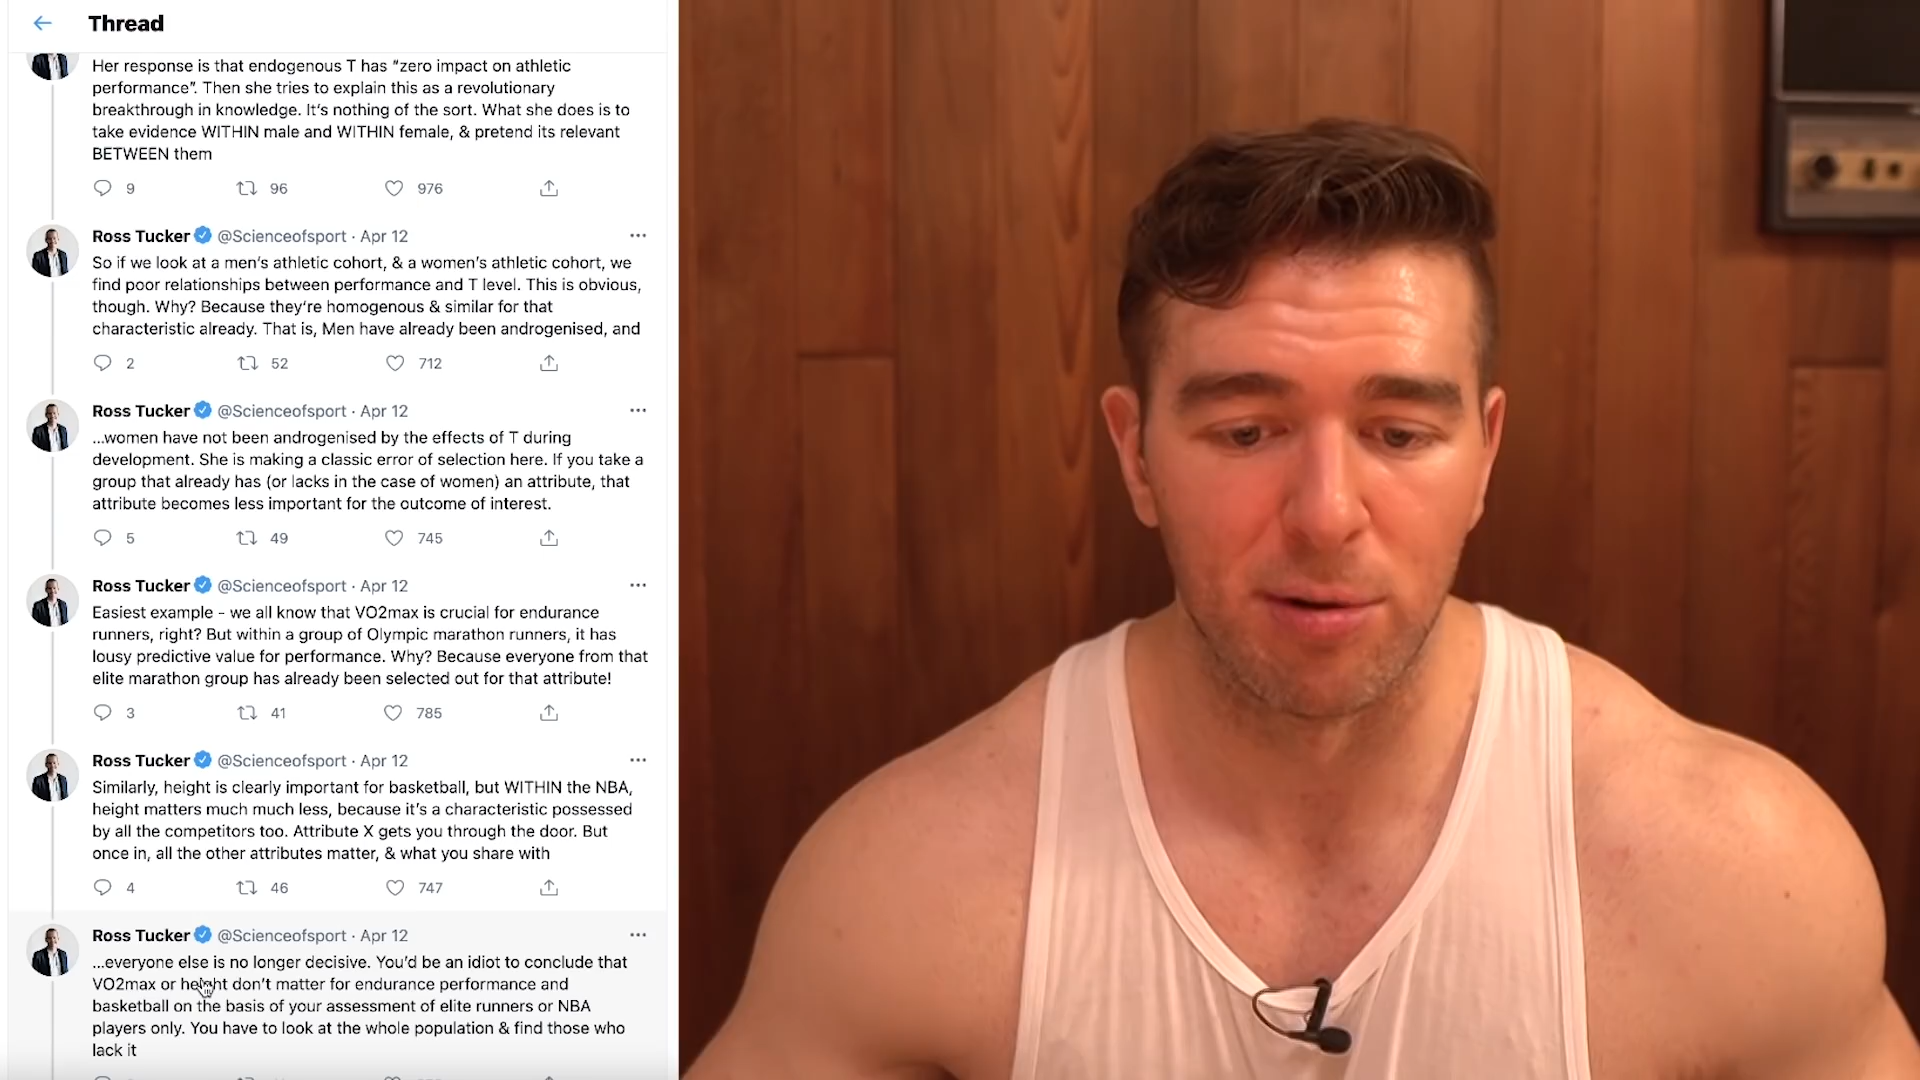 Thread
Her response is that endogenous T has "zero impact on athletic
performance". Then she tries to explain this as a revolutionary
breakthrough in knowledge. It's nothing of the sort. What she does is to
take evidence WITHIN male and WITHIN female, & pretend its relevant
BETWEEN them
9 96 976
Ross Tucker @Scienceofsport · Apr 12
So if we look at a men's athletic cohort, & a women's athletic cohort, we
find poor relationships between performance and T level. This is obvious,
though. Why? Because they're homogenous & similar for that
characteristic already. That is, Men have already been androgenised, and
2 52 712
Ross Tucker @Scienceofsport · Apr 12
...women have not been androgenised by the effects of T during
development. She is making a classic error of selection here. If you take a
group that already has (or lacks in the case of women) an attribute, that
attribute becomes less important for the outcome of interest.
5 49 745
Ross Tucker @Scienceofsport · Apr 12
Easiest example - we all know that VO2max is crucial for endurance
runners, right? But within a group of Olympic marathon runners, it has
lousy predictive value for performance. Why? Because everyone from that
elite marathon group has already been selected out for that attribute!
3 41 785
Ross Tucker @Scienceofsport · Apr 12
Similarly, height is clearly important for basketball, but WITHIN the NBA,
height matters much much less, because it's a characteristic possessed
by all the competitors too. Attribute X gets you through the door. But
once in, all the other attributes matter, & what you share with
4 46 747
Ross Tucker @Scienceofsport · Apr 12
...everyone else is no longer decisive. You'd be an idiot to conclude that
VO2max or height don't matter for endurance performance and
basketball on the basis of your assessment of elite runners or NBA
players only. You have to look at the whole population & find those who
lack it